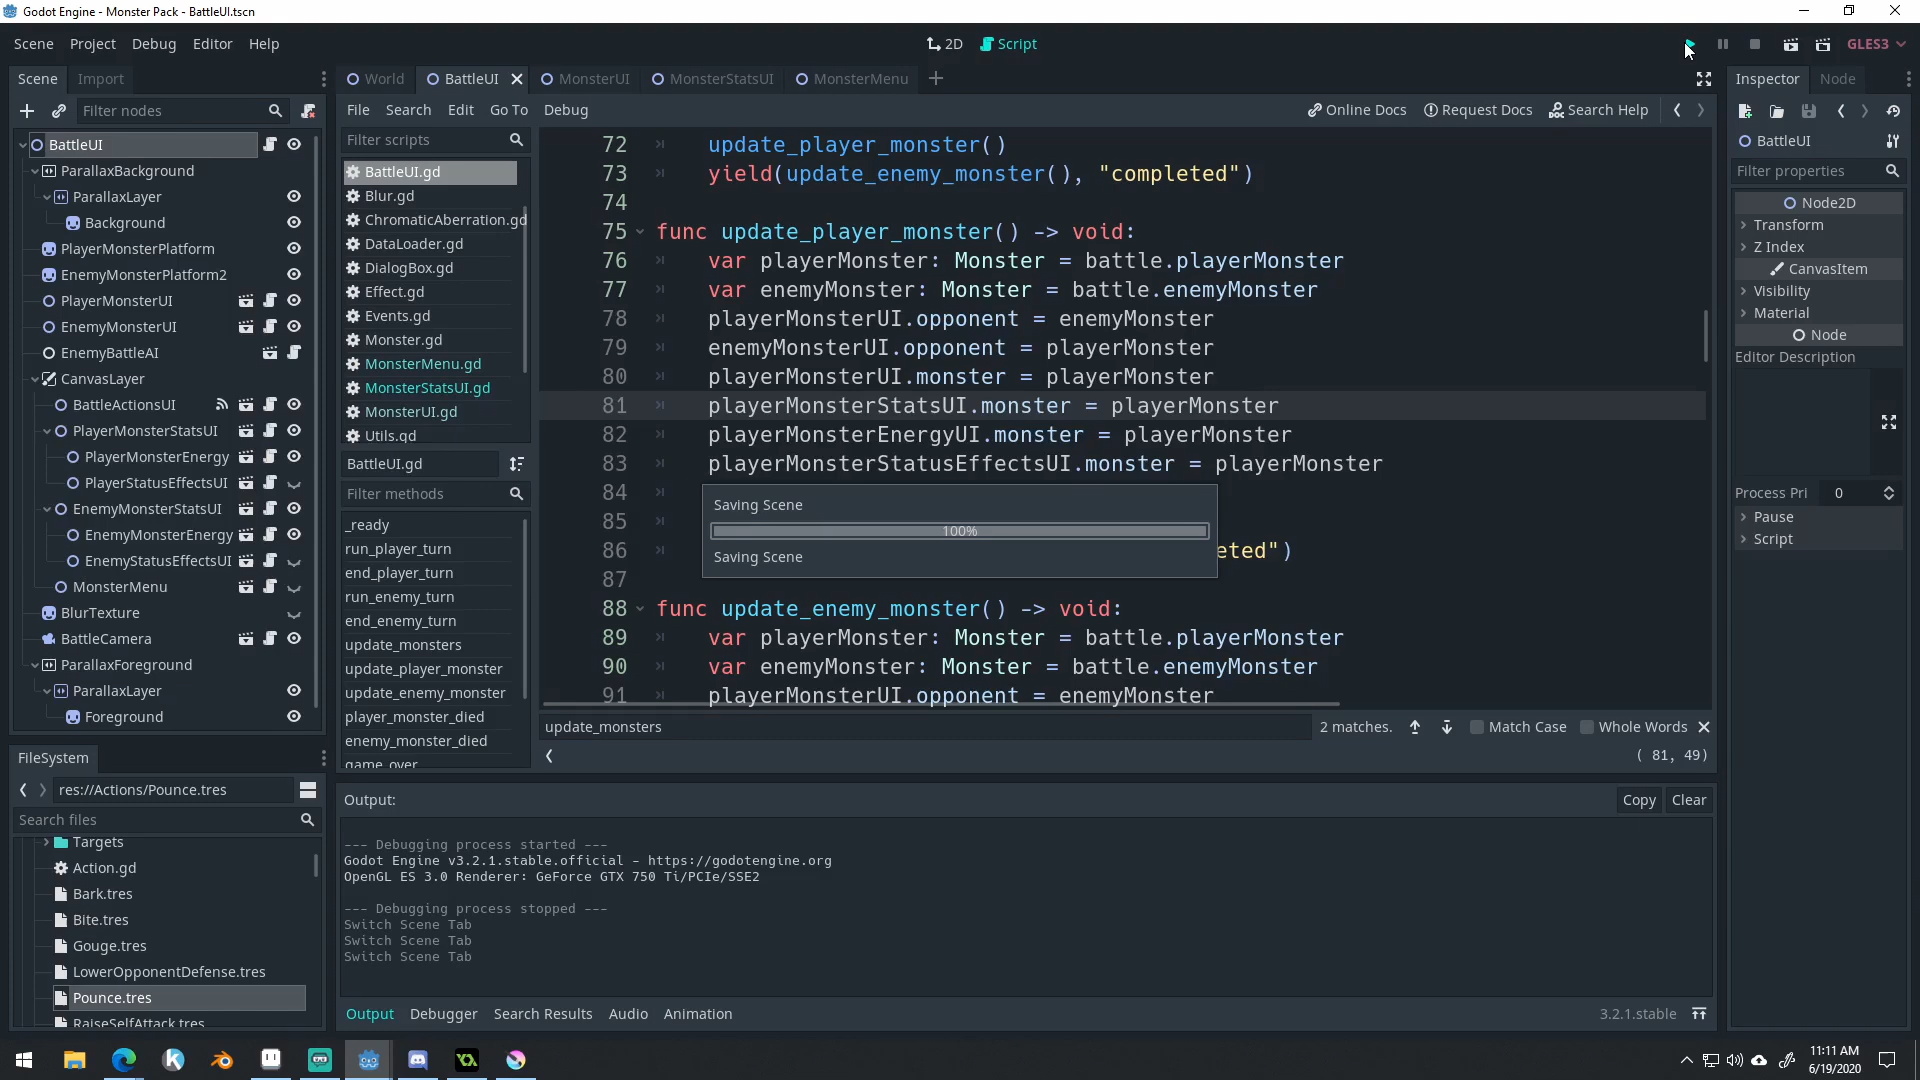 Godot Engine - Monster Pack - BattleUI.tscn
Scene Project Debug Editor Help
2D Script
GLES3
Scene Import
World BattleUI MonsterUI MonsterStatsUI MonsterMenu
Inspector Node
Filter nodes
File Search Edit Go To Debug
Online Docs Request Docs Search Help
Filter scripts
BattleUI
Filter properties
BattleUI
ParallaxBackground
ParallaxLayer
Background
PlayerMonsterPlatform
EnemyMonsterPlatform2
PlayerMonsterUI
EnemyMonsterUI
EnemyBattleAI
CanvasLayer
BattleActionsUI
PlayerMonsterStatsUI
PlayerMonsterEnergy
PlayerStatusEffectsUI
EnemyMonsterStatsUI
EnemyMonsterEnergy
EnemyStatusEffectsUI
MonsterMenu
BlurTexture
BattleCamera
ParallaxForeground
ParallaxLayer
Foreground
BattleUI.gd
Blur.gd
ChromaticAberration.gd
DataLoader.gd
DialogBox.gd
Effect.gd
Events.gd
Monster.gd
MonsterMenu.gd
MonsterStatsUI.gd
MonsterUI.gd
Utils.gd
BattleUI.gd
Filter methods
_ready
run_player_turn
end_player_turn
run_enemy_turn
end_enemy_turn
update_monsters
update_player_monster
update_enemy_monster
player_monster_died
enemy_monster_died
game_over
72 update_player_monster()
73 yield(update_enemy_monster(), "completed")
74
75 func update_player_monster() -> void:
76 var playerMonster: Monster = battle.playerMonster
77 var enemyMonster: Monster = battle.enemyMonster
78 playerMonsterUI.opponent = enemyMonster
79 enemyMonsterUI.opponent = playerMonster
80 playerMonsterUI.monster = playerMonster
81 playerMonsterStatsUI.monster = playerMonster
82 playerMonsterEnergyUI.monster = playerMonster
83 playerMonsterStatusEffectsUI.monster = playerMonster
84
85
86 eted")
87
88 func update_enemy_monster() -> void:
89 var playerMonster: Monster = battle.playerMonster
90 var enemyMonster: Monster = battle.enemyMonster
91 playerMonsterUI.opponent = enemyMonster
Saving Scene
100%
Saving Scene
update_monsters 2 matches. Match Case Whole Words
( 81, 49)
Node2D
Transform
Z Index
CanvasItem
Visibility
Material
Node
Editor Description
Process Pri 0
Pause
Script
FileSystem
res://Actions/Pounce.tres
Search files
Targets
Action.gd
Bark.tres
Bite.tres
Gouge.tres
LowerOpponentDefense.tres
Pounce.tres
RaiseSelfAttack.tres
Output:
Copy Clear
--- Debugging process started ---
Godot Engine v3.2.1.stable.official - https://godotengine.org
OpenGL ES 3.0 Renderer: GeForce GTX 750 Ti/PCIe/SSE2
--- Debugging process stopped ---
Switch Scene Tab
Switch Scene Tab
Switch Scene Tab
Output Debugger Search Results Audio Animation
3.2.1.stable
11:11 AM
6/19/2020